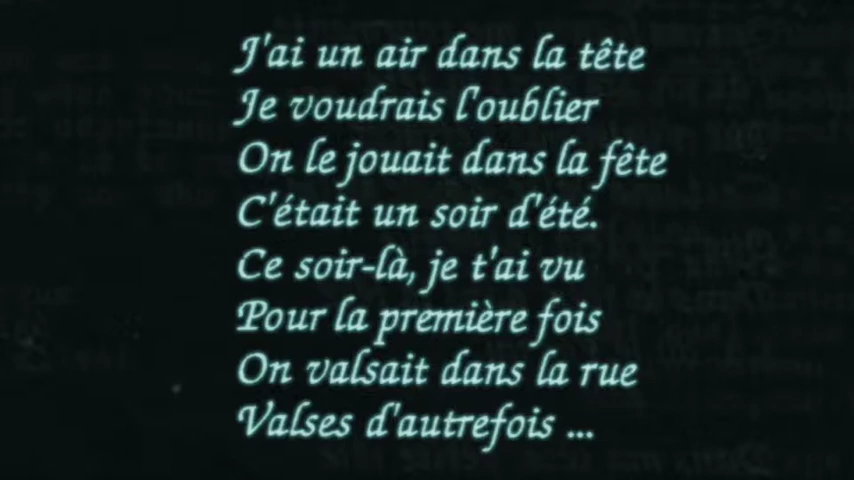 J'ai un air dans la tête
Je voudrais l'oublier
On le jouait dans la fête
C'était un soir d'été.
Ce soir-là, je t'ai vu
Pour la première fois
On valsait dans la rue
Valses d'autrefois ...